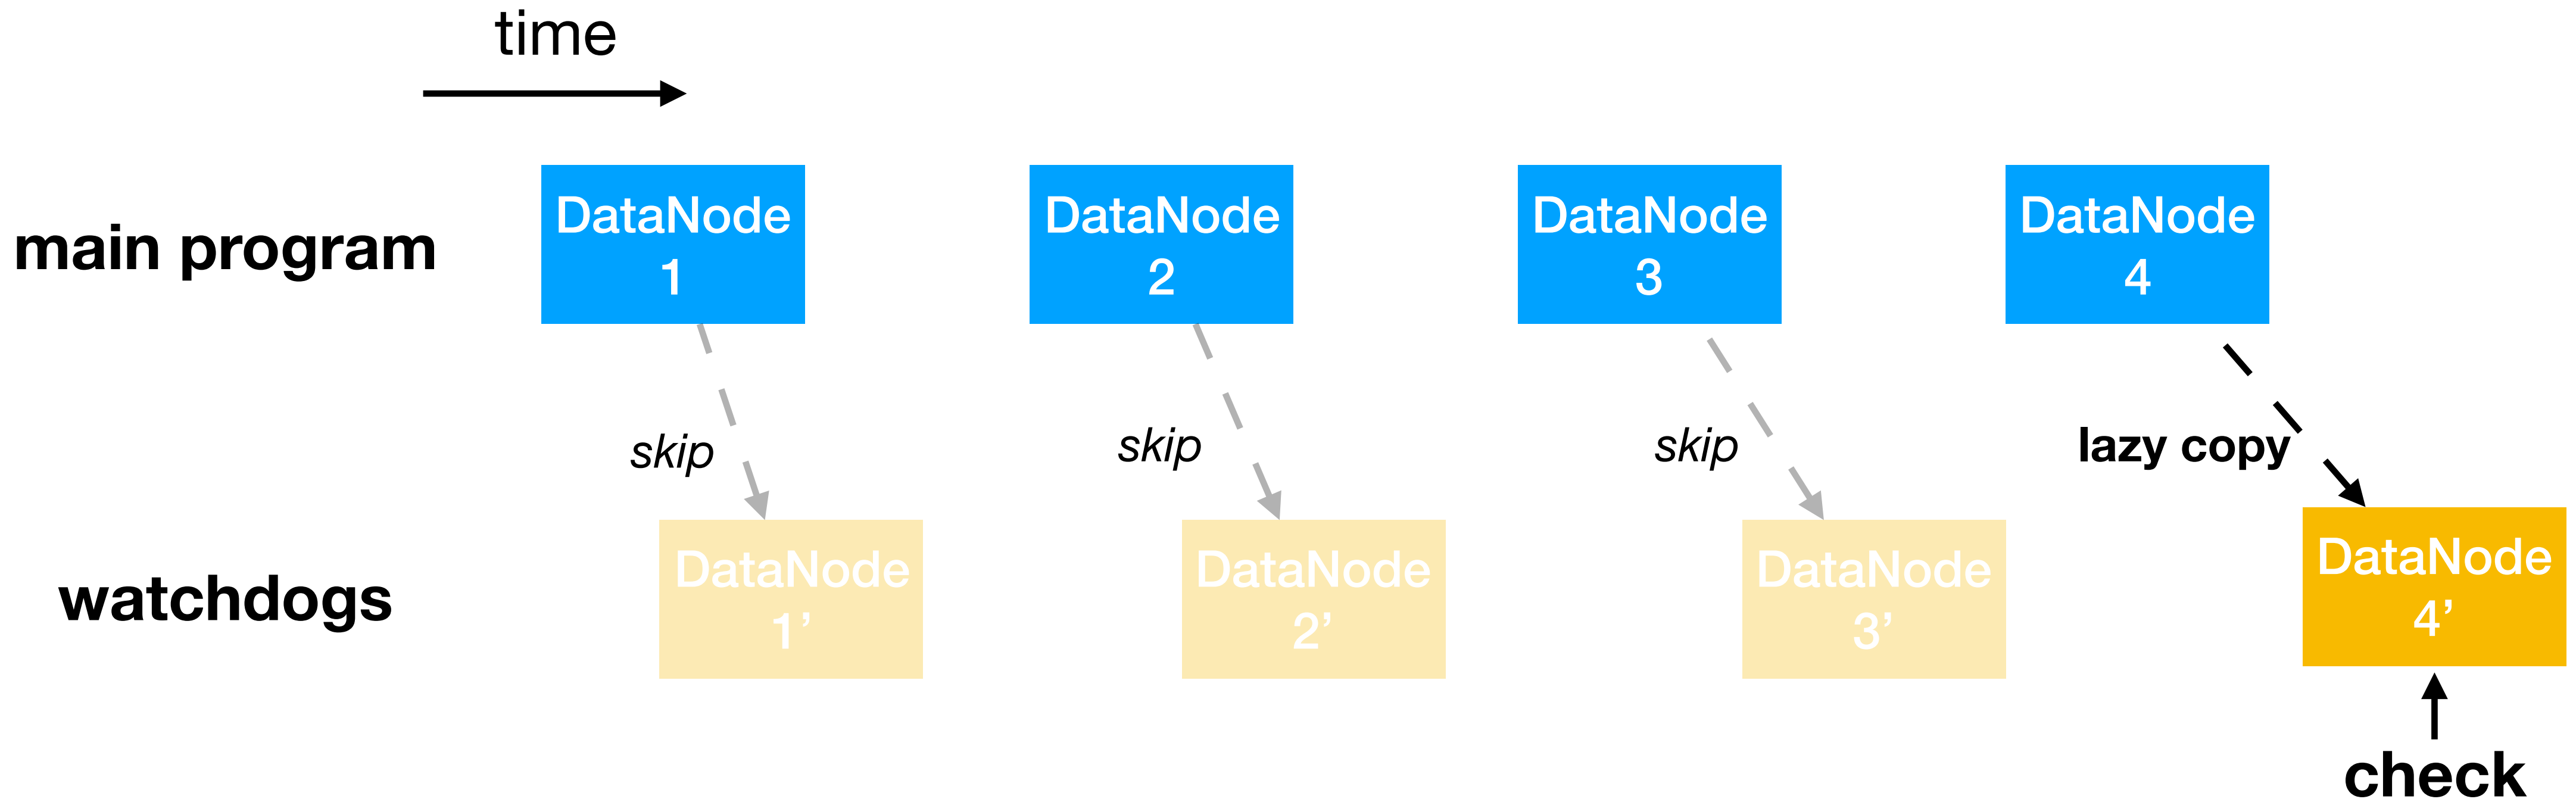 time
main program
DataNode
1
DataNode
2
DataNode
3
DataNode
4
skip
skip
skip
lazy copy
watchdogs
DataNode
1’
DataNode
2’
DataNode
3’
DataNode
4’
check